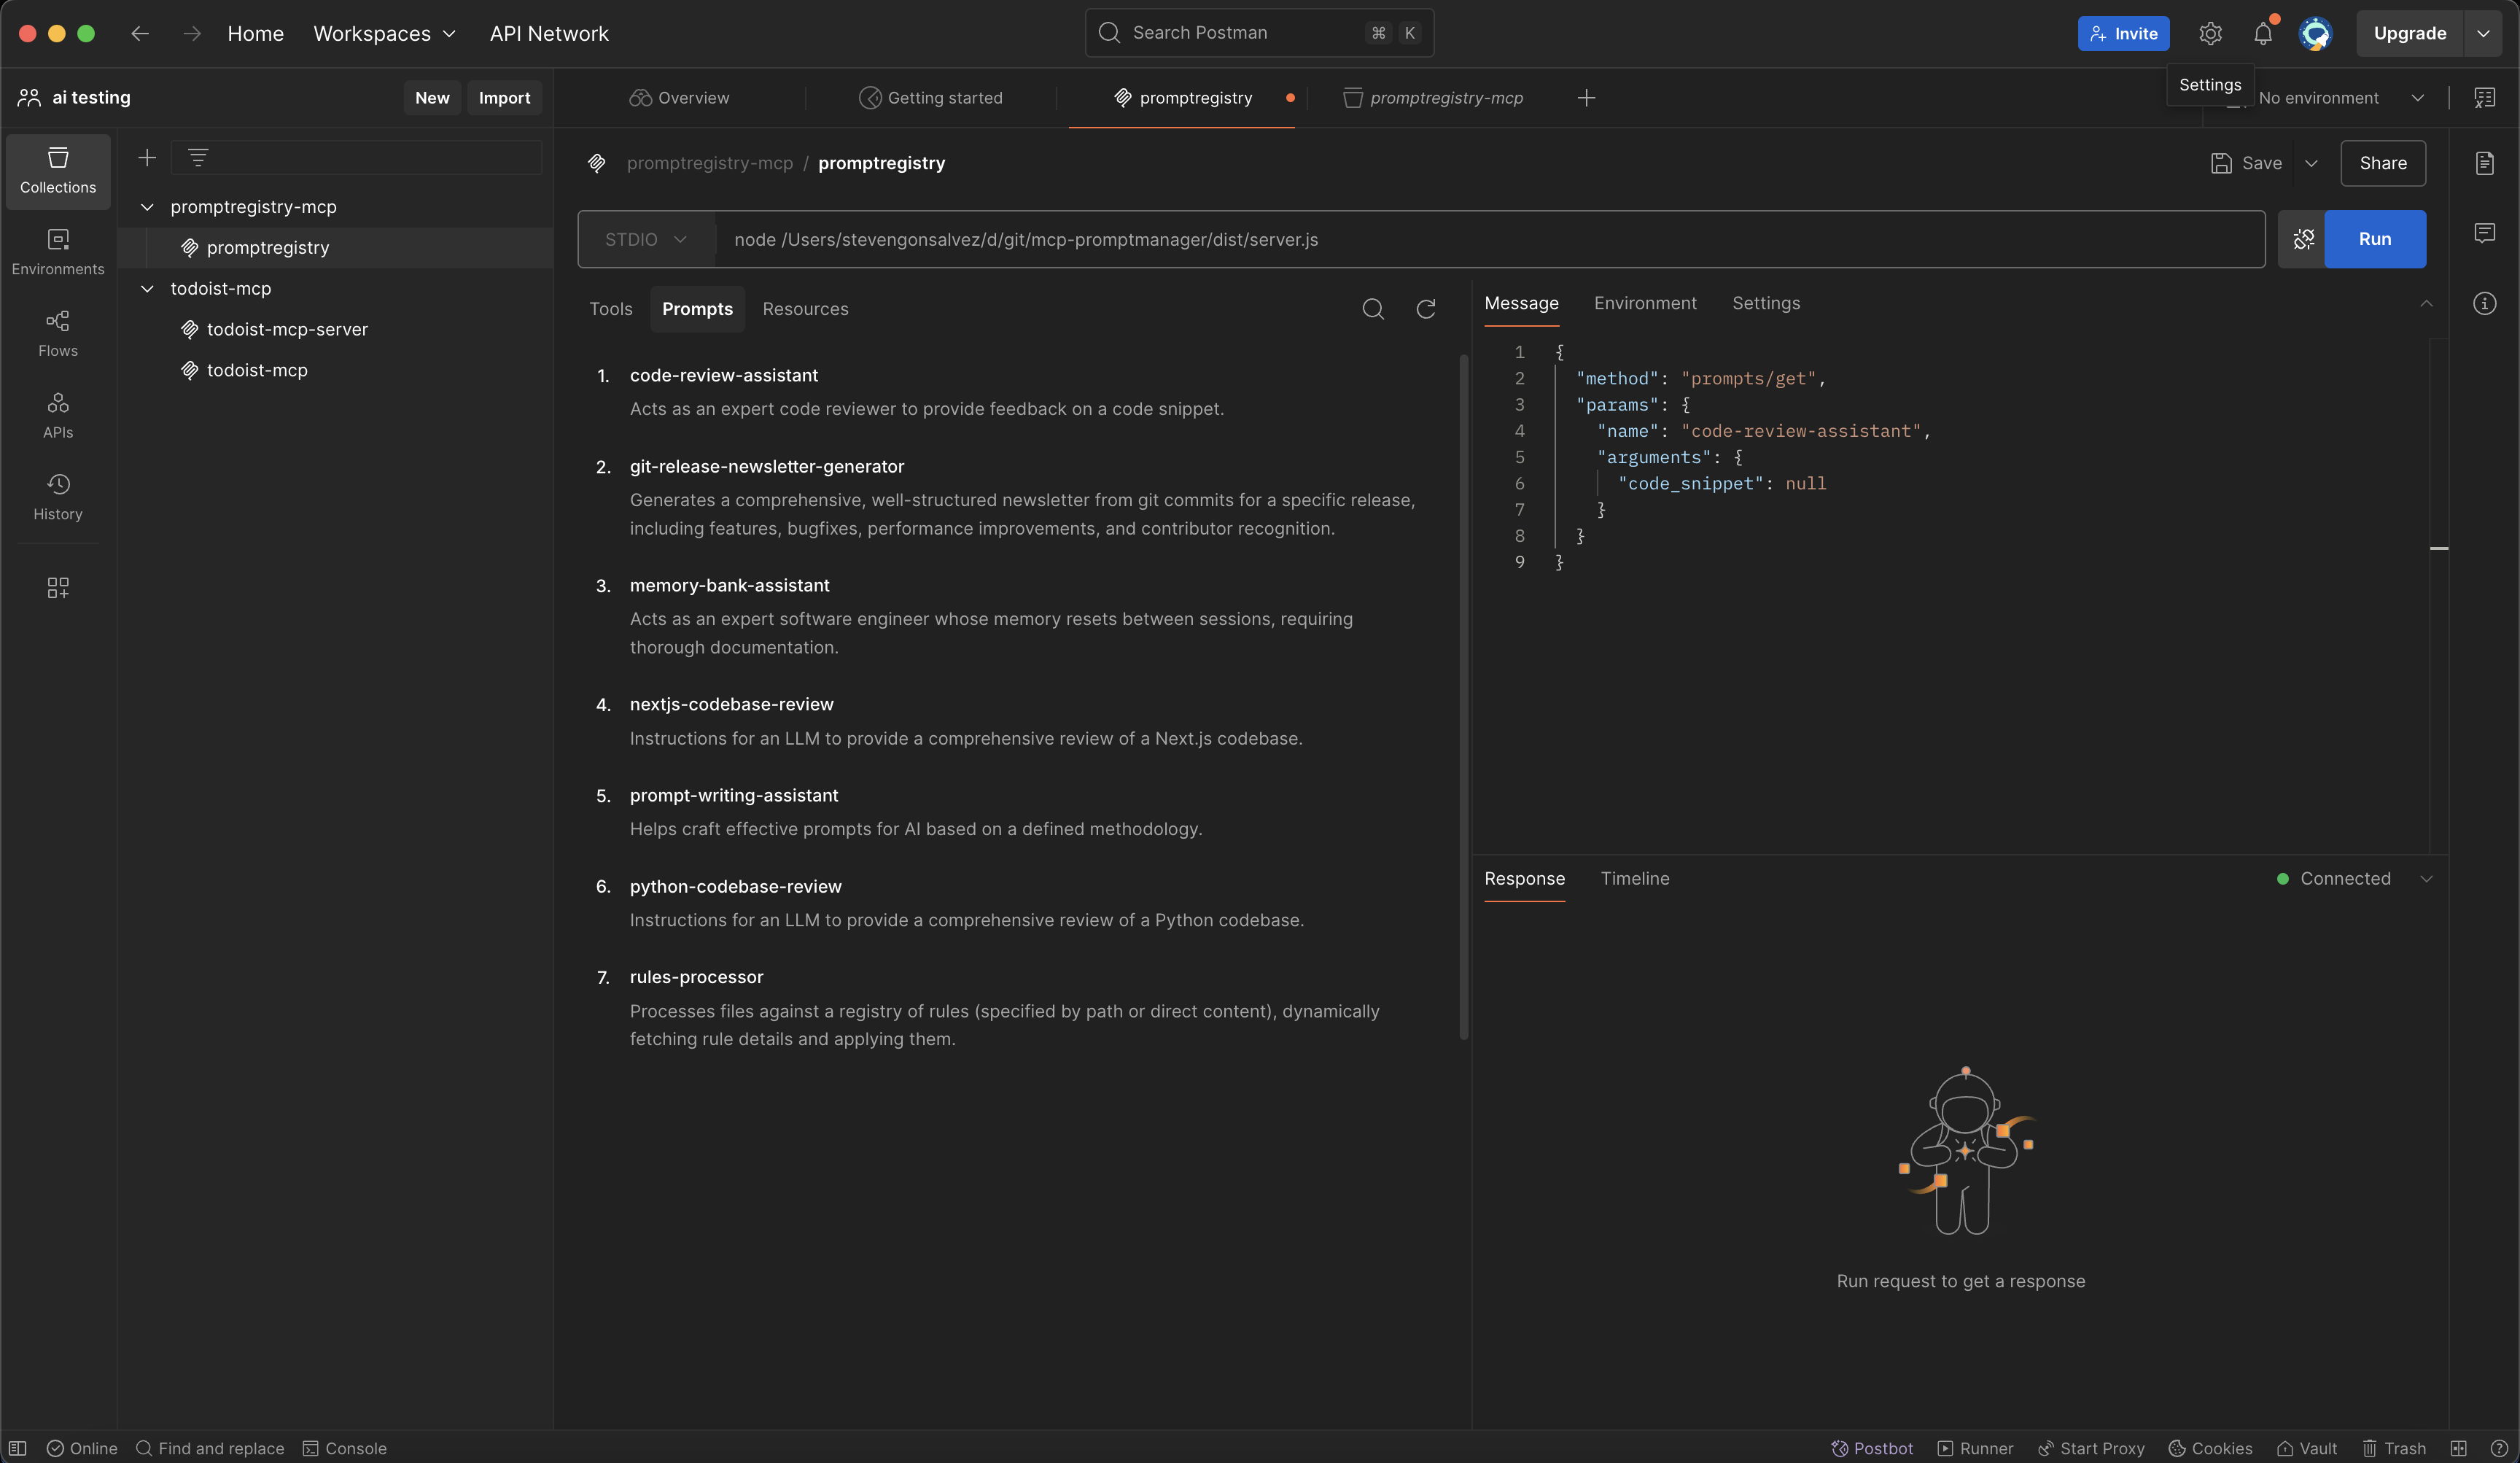 Home
Workspaces
API Network
Search Postman
⌘
K
Invite
Upgrade
Settings
ai testing
New
Import
Overview
Getting started
promptregistry
promptregistry-mcp
No environment
Collections
Environments
Flows
APIs
History
promptregistry-mcp
promptregistry
todoist-mcp
todoist-mcp-server
todoist-mcp
promptregistry-mcp / promptregistry
Save
Share
STDIO
node /Users/stevengonsalvez/d/git/mcp-promptmanager/dist/server.js
Run
Tools
Prompts
Resources
1. code-review-assistant
Acts as an expert code reviewer to provide feedback on a code snippet.
2. git-release-newsletter-generator
Generates a comprehensive, well-structured newsletter from git commits for a specific release,
including features, bugfixes, performance improvements, and contributor recognition.
3. memory-bank-assistant
Acts as an expert software engineer whose memory resets between sessions, requiring
thorough documentation.
4. nextjs-codebase-review
Instructions for an LLM to provide a comprehensive review of a Next.js codebase.
5. prompt-writing-assistant
Helps craft effective prompts for AI based on a defined methodology.
6. python-codebase-review
Instructions for an LLM to provide a comprehensive review of a Python codebase.
7. rules-processor
Processes files against a registry of rules (specified by path or direct content), dynamically
fetching rule details and applying them.
Message
Environment
Settings
1 {
2 "method": "prompts/get",
3 "params": {
4 "name": "code-review-assistant",
5 "arguments": {
6 "code_snippet": null
7 }
8 }
9 }
Response
Timeline
Connected
Run request to get a response
Online
Find and replace
Console
Postbot
Runner
Start Proxy
Cookies
Vault
Trash